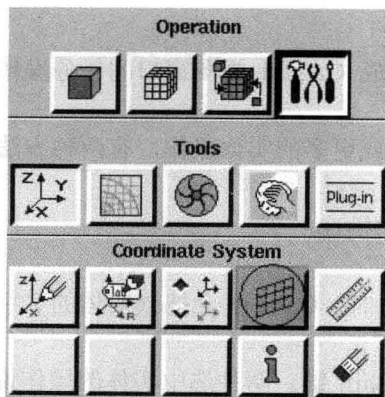 Operation
Tools
Z Y X
Plug-in
Coordinate System
Z X
R